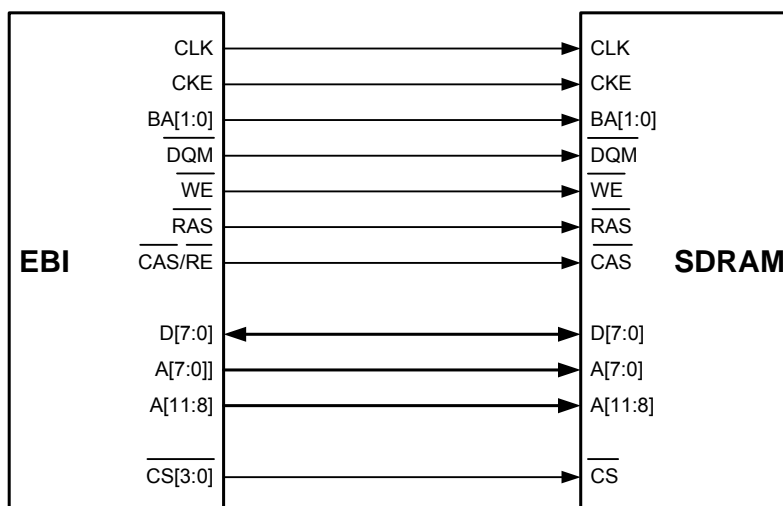 CLK CLK
CKE CKE
BA[1:0] BA[1:0]
DQM DQM
WE WE
RAS RAS
EBI CAS/RE CAS SDRAM
D[7:0] D[7:0]
A[7:0]] A[7:0]
A[11:8] A[11:8]
CS[3:0] CS